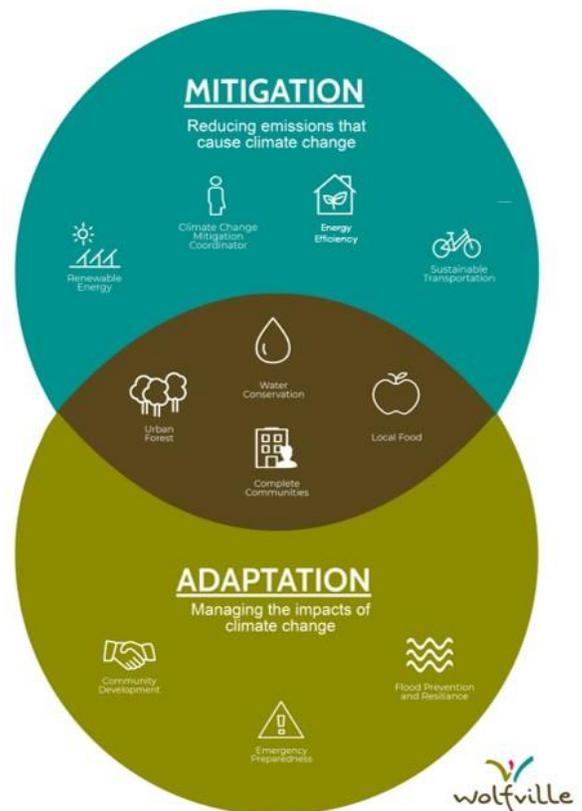 MITIGATION
Reducing emissions that
cause climate change
Climate Change
Mitigation
Coordinator
Energy
Efficiency
Renewable
Energy
Sustainable
Transportation
Water
Conservation
Urban
Forest
Local Food
Complete
Communities
ADAPTATION
Managing the impacts of
climate change
Community
Development
Flood Prevention
and Resiliance
Emergency
Preparedness
wolfville